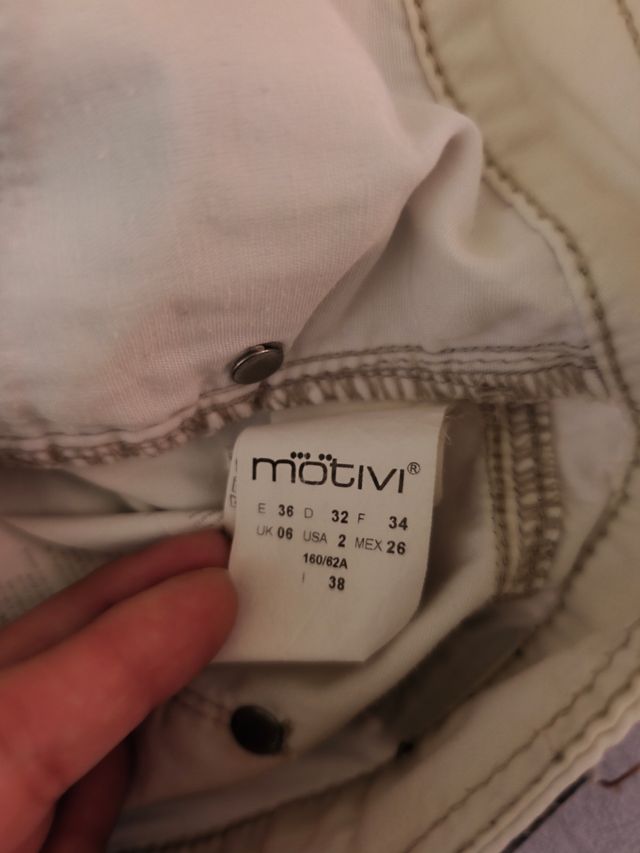 mötivi®
E 36 D 32 F 34
UK 06 USA 2 MEX 26
160/62A
I 38